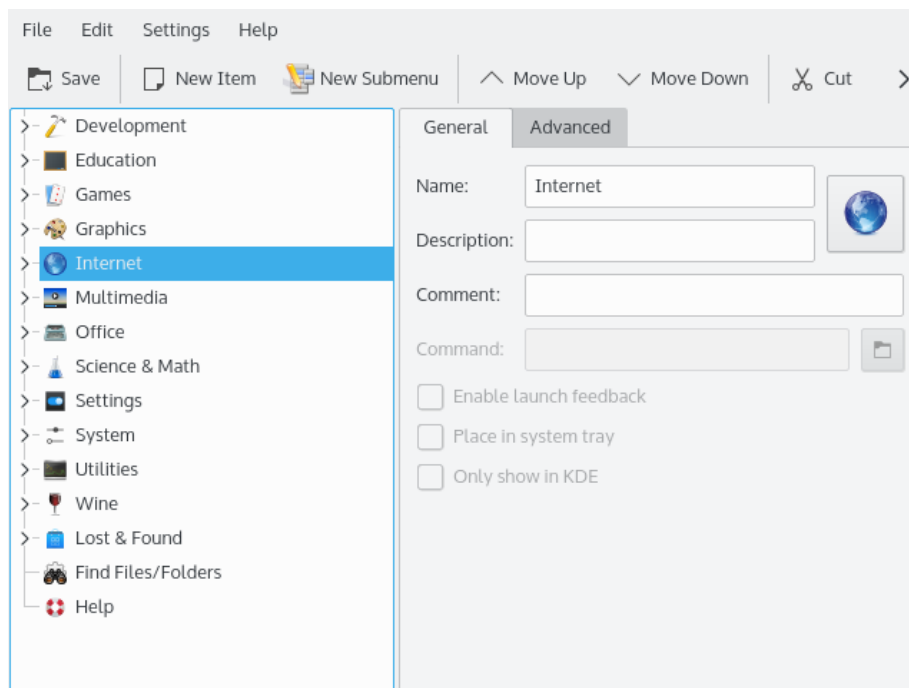 File Edit Settings Help
Save New Item New Submenu Move Up Move Down Cut
Development
Education
Games
Graphics
Internet
Multimedia
Office
Science & Math
Settings
System
Utilities
Wine
Lost & Found
Find Files/Folders
Help
General Advanced
Name: Internet
Description:
Comment:
Command:
Enable launch feedback
Place in system tray
Only show in KDE